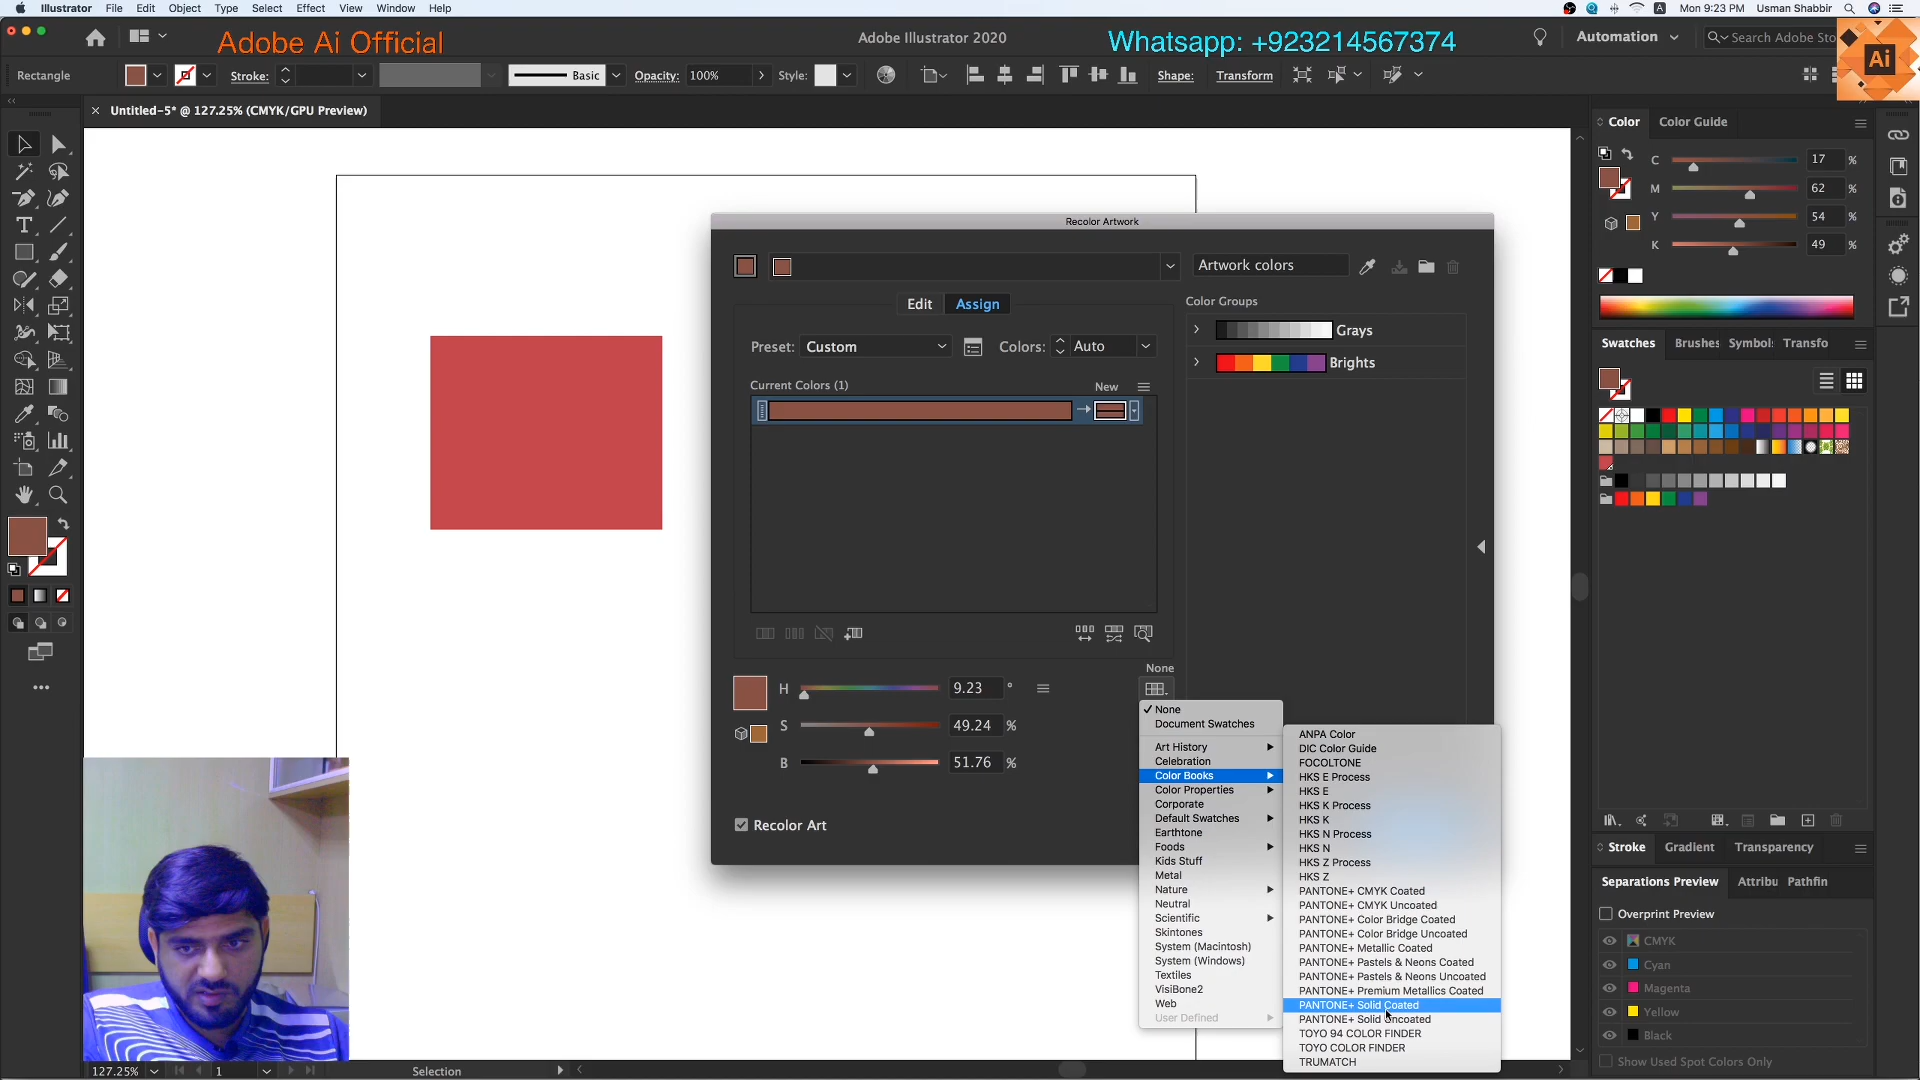 Illustrator File Edit Object Type Select Effect View Window Help
A Mon 9:23 PM Usman Shabbir
Adobe Ai Official
Adobe Illustrator 2020
Whatsapp: +923214567374
Automation
Search Adobe Sto
Ai
Rectangle
Stroke:
Basic
Opacity: 100%
Style:
Shape:
Transform
× Untitled-5* @ 127.25% (CMYK/GPU Preview)
Recolor Artwork
Artwork colors
Edit Assign
Color Groups
Preset: Custom
Colors: Auto
Grays
Brights
Current Colors (1)
New
None
H 9.23 °
S 49.24 %
B 51.76 %
Recolor Art
None
Document Swatches
Art History
Celebration
Color Books
Color Properties
Corporate
Default Swatches
Earthtone
Foods
Kids Stuff
Metal
Nature
Neutral
Scientific
Skintones
System (Macintosh)
System (Windows)
Textiles
VisiBone2
Web
User Defined
ANPA Color
DIC Color Guide
FOCOLTONE
HKS E Process
HKS E
HKS K Process
HKS K
HKS N Process
HKS N
HKS Z Process
HKS Z
PANTONE+ CMYK Coated
PANTONE+ CMYK Uncoated
PANTONE+ Color Bridge Coated
PANTONE+ Color Bridge Uncoated
PANTONE+ Metallic Coated
PANTONE+ Pastels & Neons Coated
PANTONE+ Pastels & Neons Uncoated
PANTONE+ Premium Metallics Coated
PANTONE+ Solid Coated
PANTONE+ Solid Uncoated
TOYO 94 COLOR FINDER
TOYO COLOR FINDER
TRUMATCH
Color Color Guide
C 17 %
M 62 %
Y 54 %
K 49 %
Swatches Brushes Symbol: Transfo
Stroke Gradient Transparency
Separations Preview Attribu Pathfin
Overprint Preview
CMYK
Cyan
Magenta
Yellow
Black
Show Used Spot Colors Only
127.25% 1 Selection